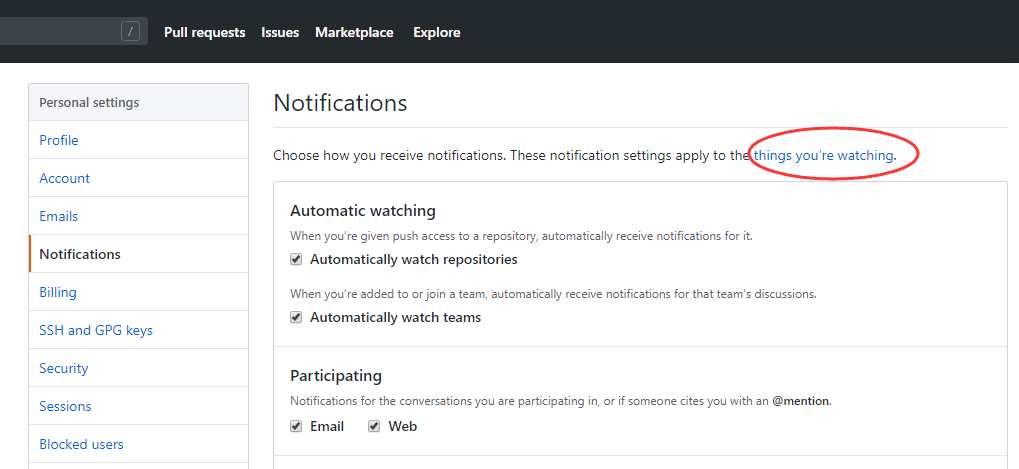 / Pull requests Issues Marketplace Explore
Personal settings
Profile
Account
Emails
Notifications
Billing
SSH and GPG keys
Security
Sessions
Blocked users
Notifications
Choose how you receive notifications. These notification settings apply to the things you’re watching.
Automatic watching
When you’re given push access to a repository, automatically receive notifications for it.
Automatically watch repositories
When you’re added to or join a team, automatically receive notifications for that team’s discussions.
Automatically watch teams
Participating
Notifications for the conversations you are participating in, or if someone cites you with an @mention.
Email Web